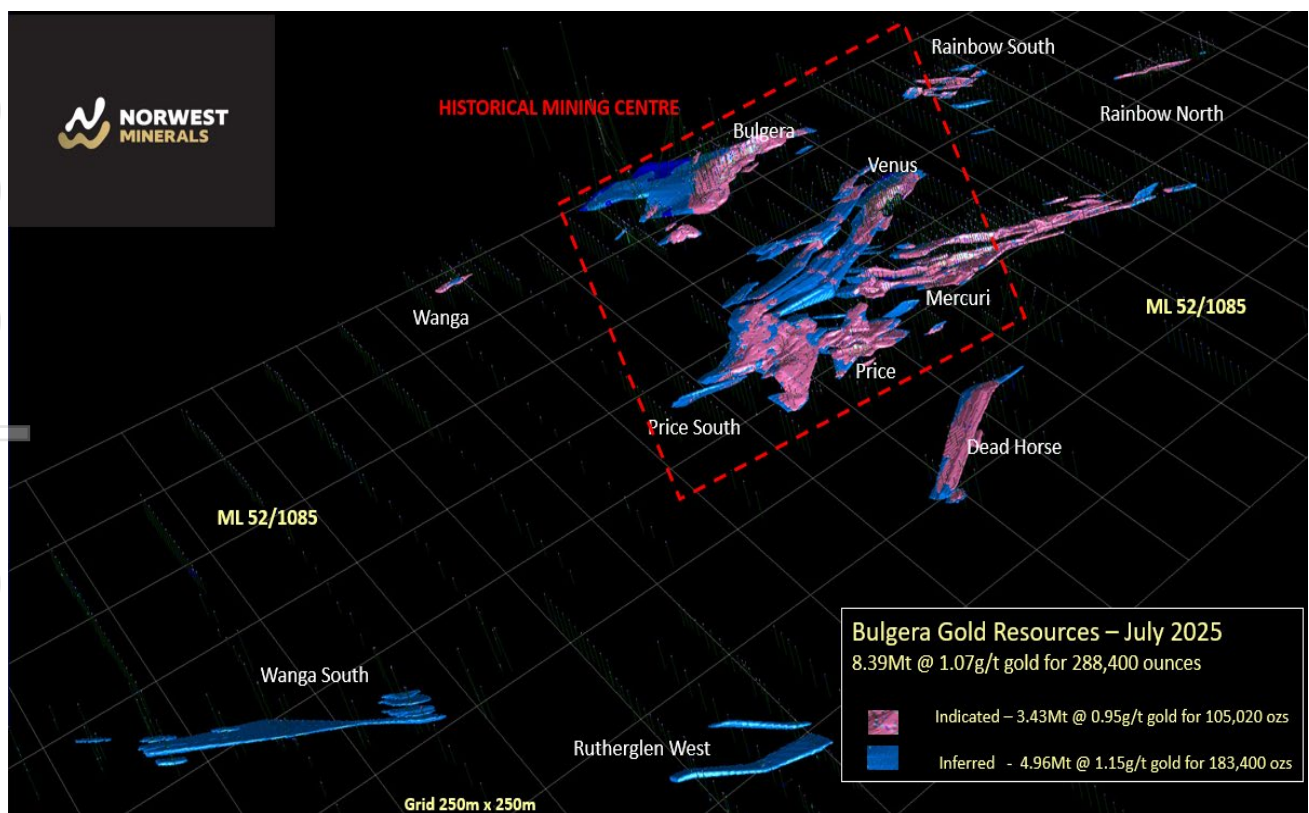 NORWEST
MINERALS
HISTORICAL MINING CENTRE
Rainbow South
Rainbow North
Bulgera
Venus
Wanga
Mercuri
ML 52/1085
Price
Price South
Dead Horse
ML 52/1085
Wanga South
Rutherglen West
Grid 250m x 250m
Bulgera Gold Resources – July 2025
8.39Mt @ 1.07g/t gold for 288,400 ounces
Indicated – 3.43Mt @ 0.95g/t gold for 105,020 ozs
Inferred - 4.96Mt @ 1.15g/t gold for 183,400 ozs